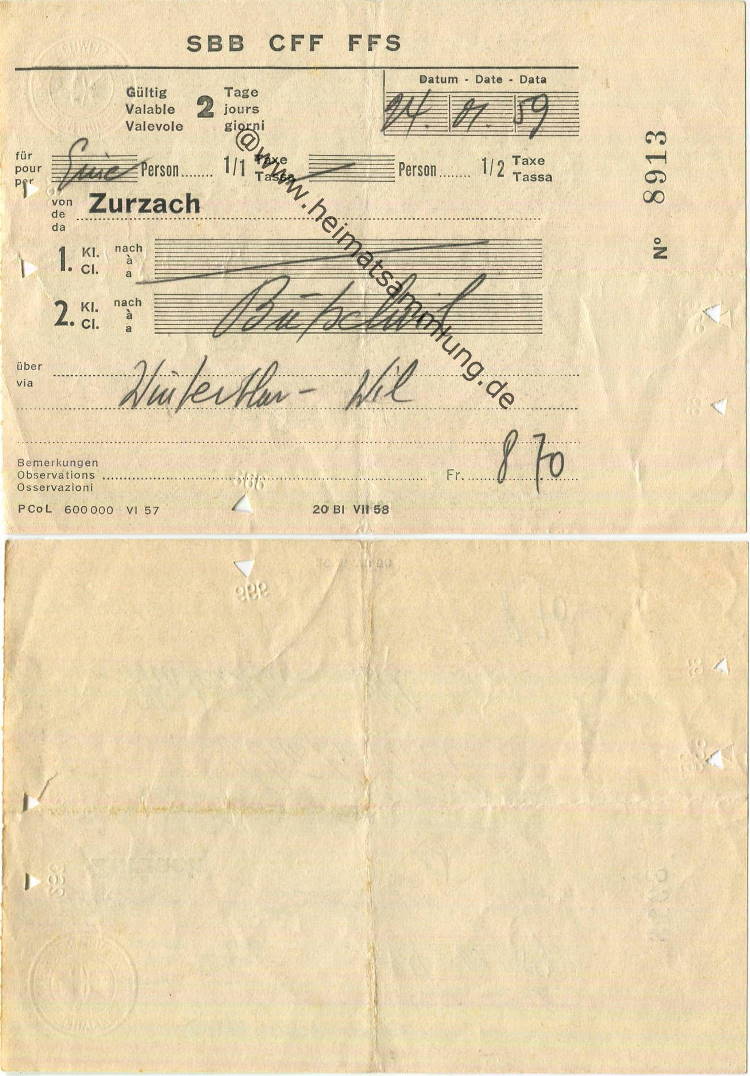 SBB CFF FFS
Datum - Date - Data
Gültig 2 Tage
Valable jours
Valevole giorni
24. 01. 59
für
pour
per
Eine Person ....... 1/1 Taxe Tassa
Person ....... 1/2 Taxe Tassa
von
de
da
Zurzach
1. Kl. Cl. nach à a
2. Kl. Cl. nach à a Bütschwil
über
via
Winterthur - Wil
Bemerkungen
Observations
Osservazioni
Fr. 8 70
PCoL 600 000 VI 57
20 BI VII 58
No 8913
@www.heimatsammlung.de